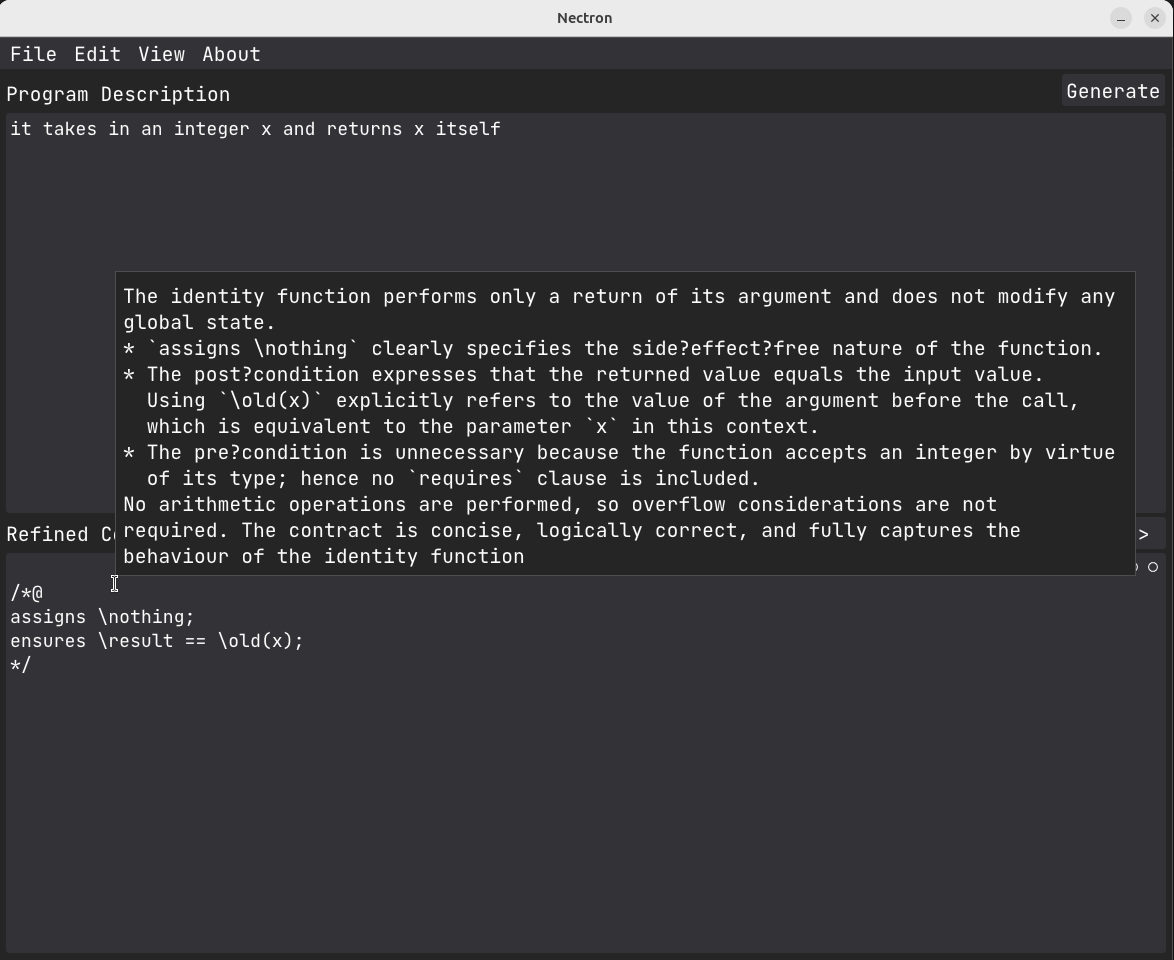 Nectron
File Edit View About
Program Description
Generate
it takes in an integer x and returns x itself
The identity function performs only a return of its argument and does not modify any
global state.
* `assigns \nothing` clearly specifies the side?effect?free nature of the function.
* The post?condition expresses that the returned value equals the input value.
Using `\old(x)` explicitly refers to the value of the argument before the call,
which is equivalent to the parameter `x` in this context.
* The pre?condition is unnecessary because the function accepts an integer by virtue
of its type; hence no `requires` clause is included.
No arithmetic operations are performed, so overflow considerations are not
required. The contract is concise, logically correct, and fully captures the
behaviour of the identity function
Refined
>
/*@
assigns \nothing;
ensures \result == \old(x);
*/